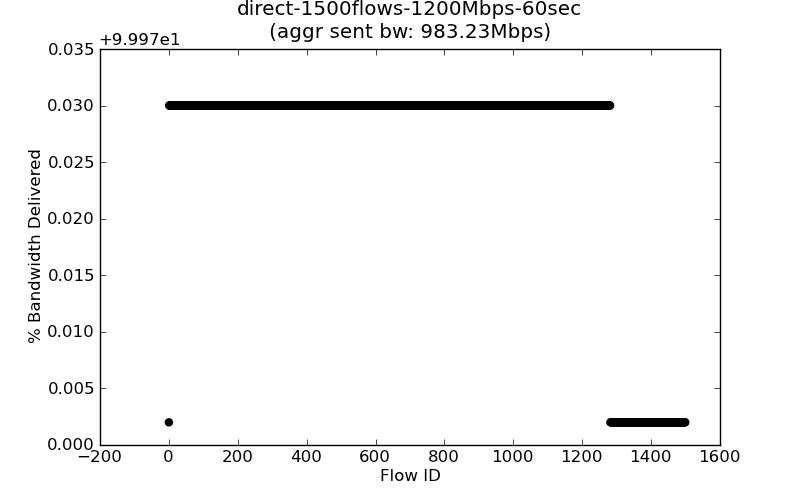 direct-1500flows-1200Mbps-60sec
(aggr sent bw: 983.23Mbps)
+9.997e1
0.035
0.030
0.025
0.020
0.015
0.010
0.005
0.000
% Bandwidth Delivered
−200 0 200 400 600 800 1000 1200 1400 1600
Flow ID